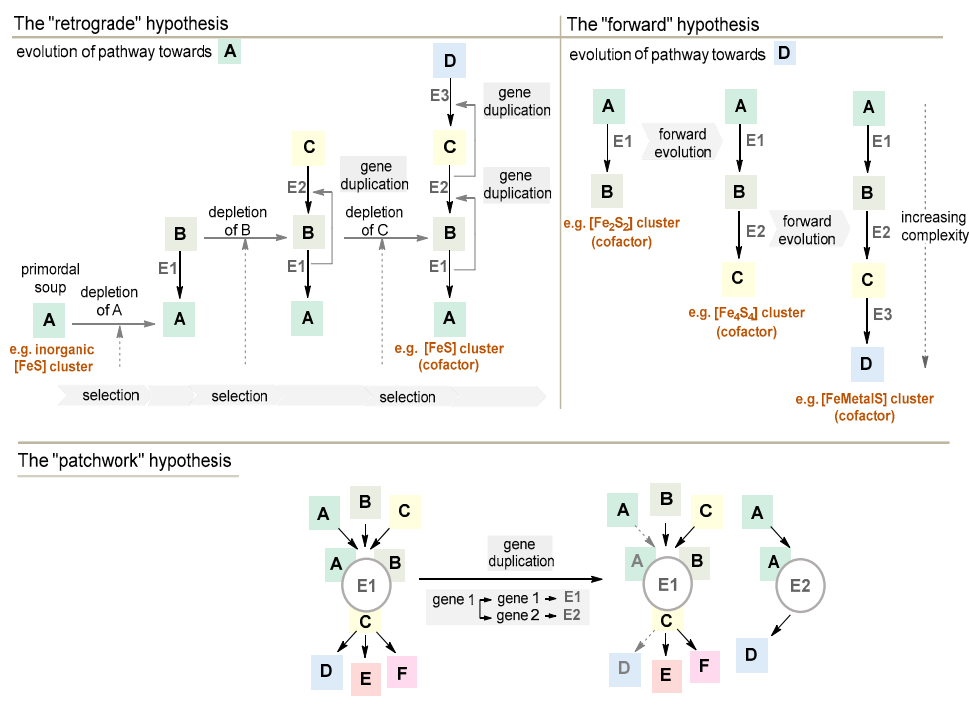 The "retrograde" hypothesis
evolution of pathway towards A
D
E3
gene
duplication
C
C
E2
gene
duplication
E2
gene
duplication
B
depletion
of B
B
depletion
of C
B
E1
E1
E1
primordal
soup
A
depletion
of A
A
A
A
e.g. inorganic
[FeS] cluster
e.g. [FeS] cluster
(cofactor)
selection
selection
selection
The "forward" hypothesis
evolution of pathway towards D
A
A
A
E1
forward
evolution
E1
E1
B
B
B
e.g. [Fe2S2] cluster
(cofactor)
E2
forward
evolution
E2
increasing
complexity
C
C
e.g. [Fe4S4] cluster
(cofactor)
E3
D
e.g. [FeMetalS] cluster
(cofactor)
The "patchwork" hypothesis
A
B
C
A
B
E1
C
D
E
F
gene
duplication
gene 1
gene 1
E1
gene 2
E2
A
B
C
A
B
E1
C
D
E
F
A
A
E2
D